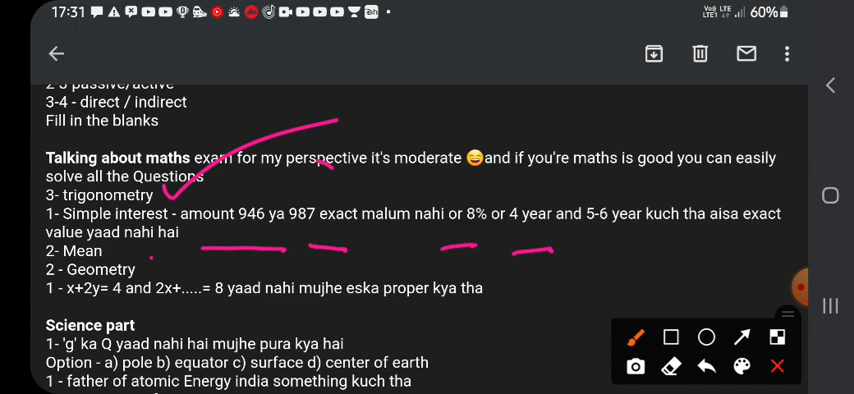 17:31
Vo) LTE
LTE1
60%
3-4 - direct / indirect
Fill in the blanks
Talking about maths exam for my perspective it's moderate 😄and if you're maths is good you can easily
solve all the Questions
3- trigonometry
1- Simple interest - amount 946 ya 987 exact malum nahi or 8% or 4 year and 5-6 year kuch tha aisa exact
value yaad nahi hai
2- Mean
2 - Geometry
1 - x+2y= 4 and 2x+.....= 8 yaad nahi mujhe eska proper kya tha
Science part
1- 'g' ka Q yaad nahi hai mujhe pura kya hai
Option - a) pole b) equator c) surface d) center of earth
1 - father of atomic Energy india something kuch tha